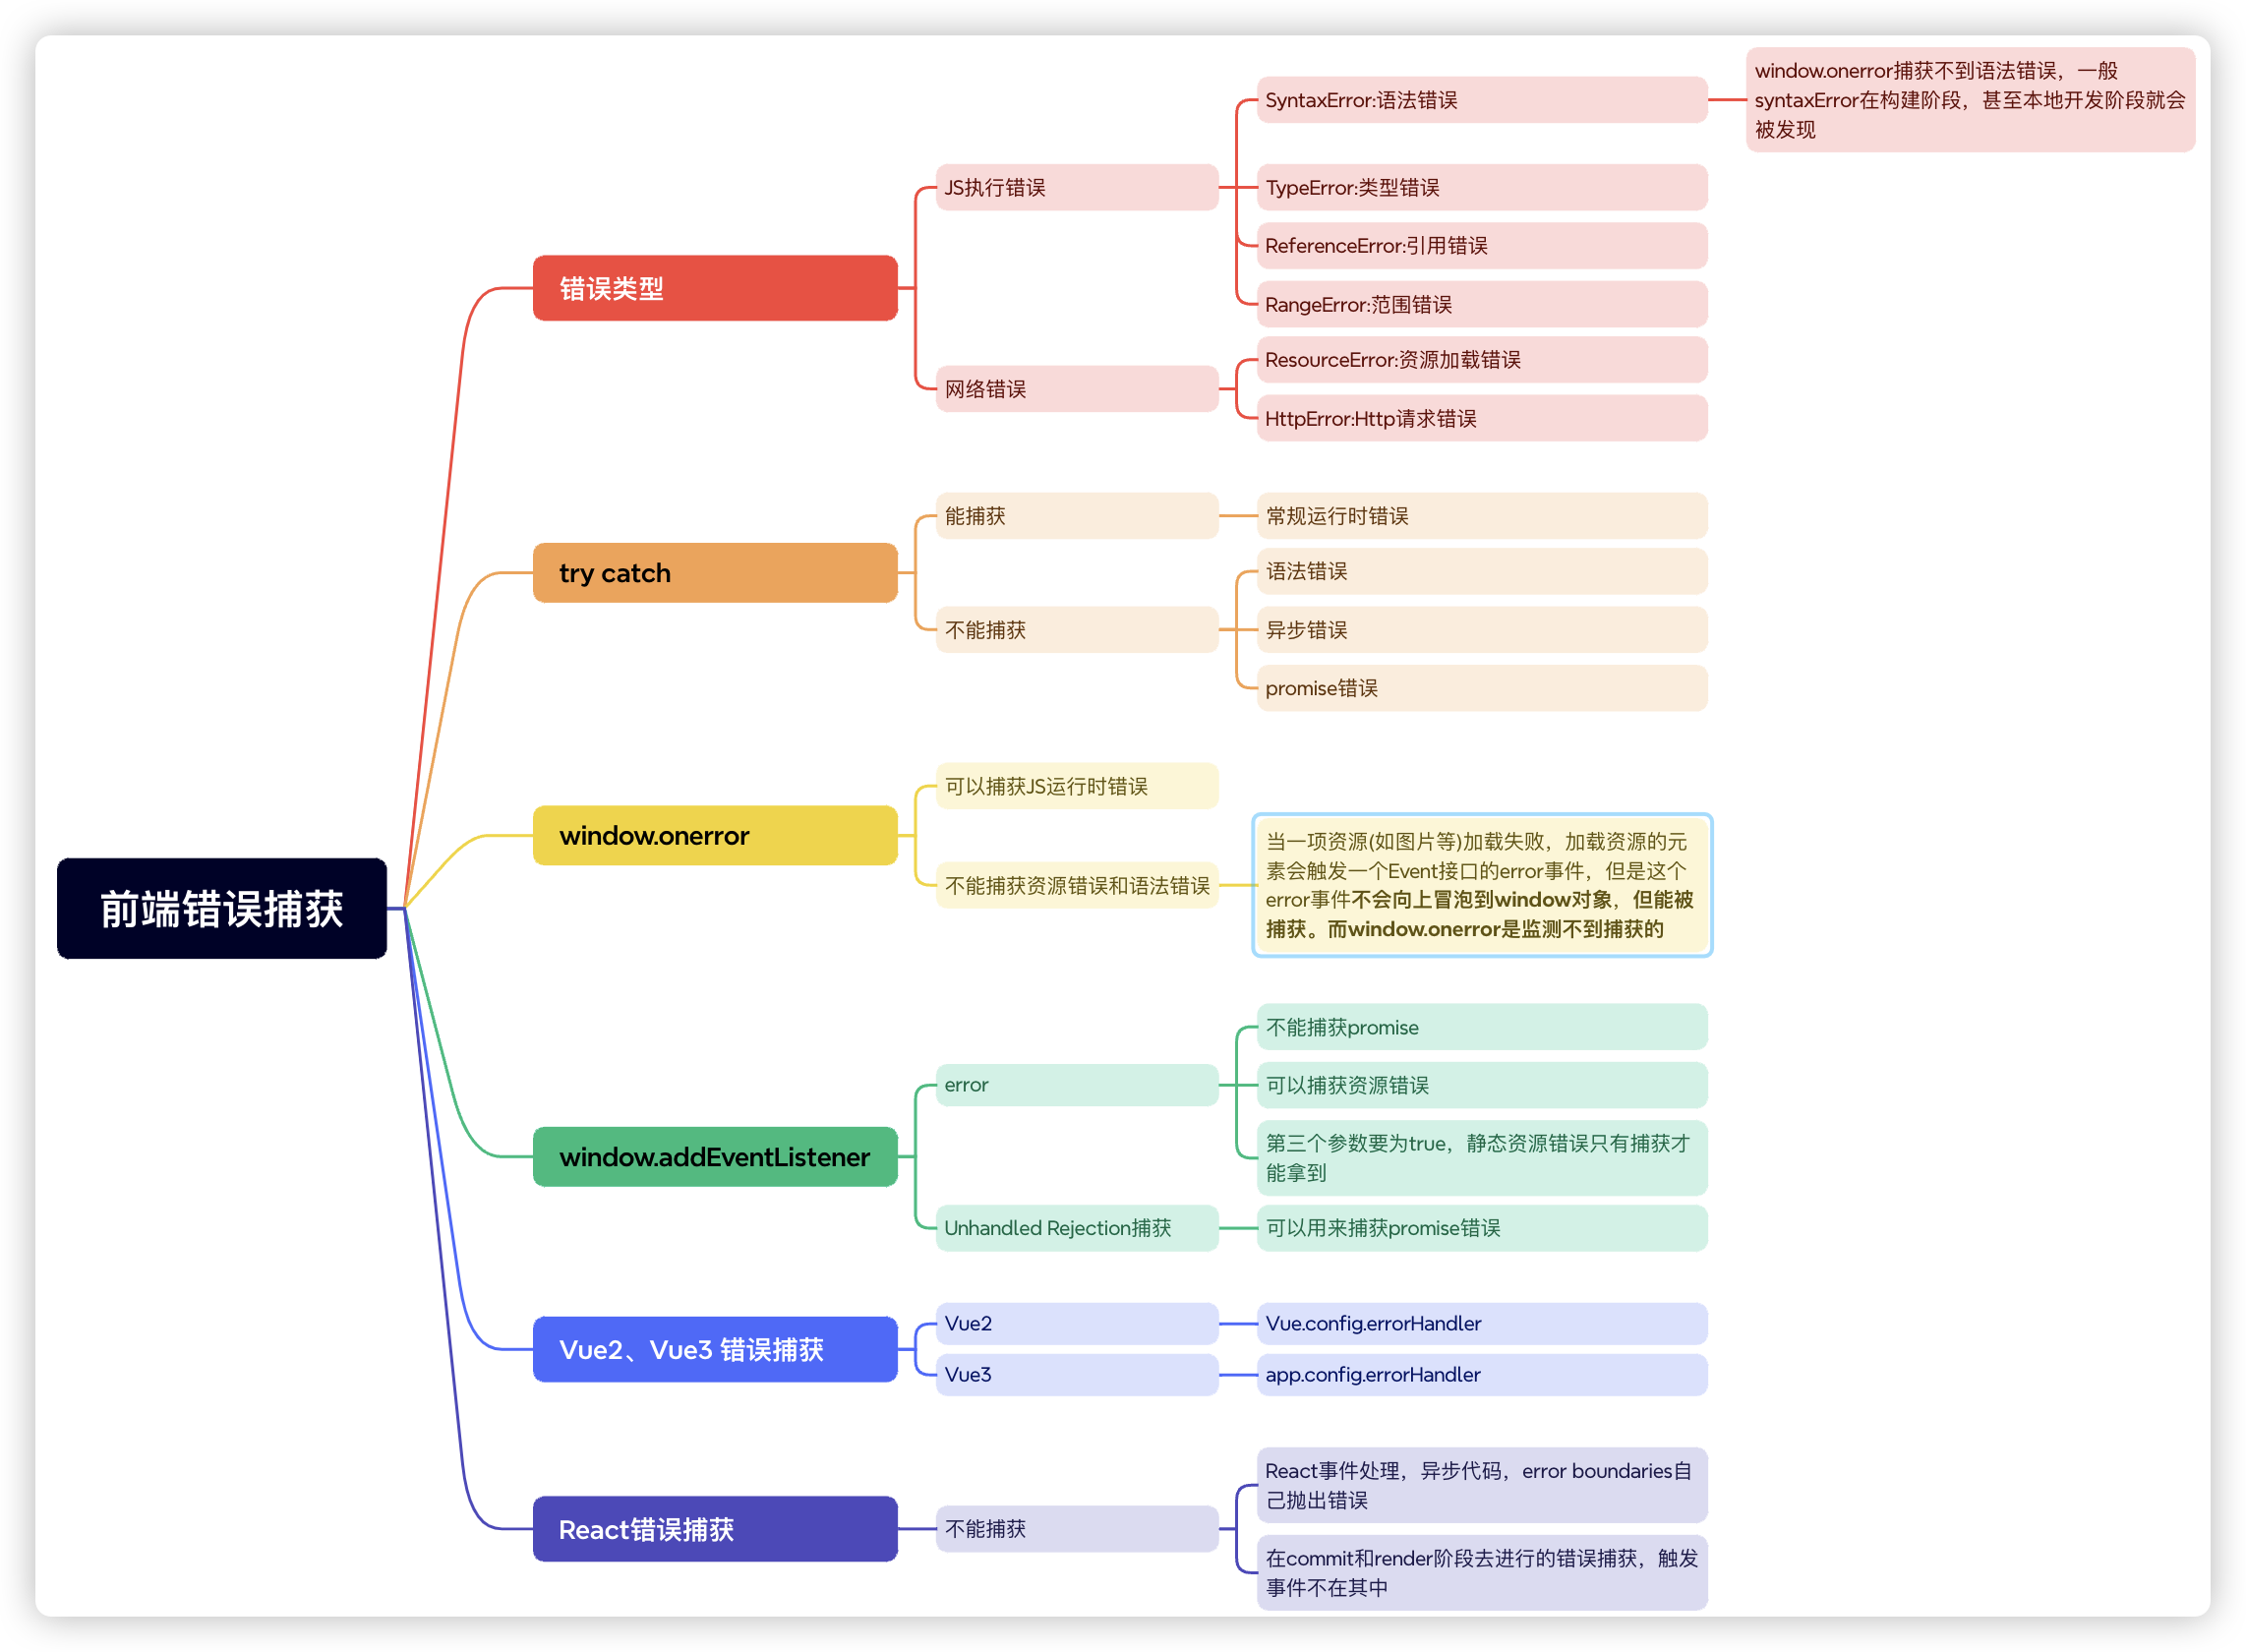 前端错误捕获
错误类型
JS执行错误
SyntaxError:语法错误
window.onerror捕获不到语法错误，一般
syntaxError在构建阶段，甚至本地开发阶段就会
被发现
TypeError:类型错误
ReferenceError:引用错误
RangeError:范围错误
网络错误
ResourceError:资源加载错误
HttpError:Http请求错误
try catch
能捕获
常规运行时错误
不能捕获
语法错误
异步错误
promise错误
window.onerror
可以捕获JS运行时错误
不能捕获资源错误和语法错误
当一项资源(如图片等)加载失败，加载资源的元
素会触发一个Event接口的error事件，但是这个
error事件不会向上冒泡到window对象，但能被
捕获。而window.onerror是监测不到捕获的
window.addEventListener
error
不能捕获promise
可以捕获资源错误
第三个参数要为true，静态资源错误只有捕获才
能拿到
Unhandled Rejection捕获
可以用来捕获promise错误
Vue2、Vue3 错误捕获
Vue2
Vue.config.errorHandler
Vue3
app.config.errorHandler
React错误捕获
不能捕获
React事件处理，异步代码，error boundaries自
己抛出错误
在commit和render阶段去进行的错误捕获，触发
事件不在其中